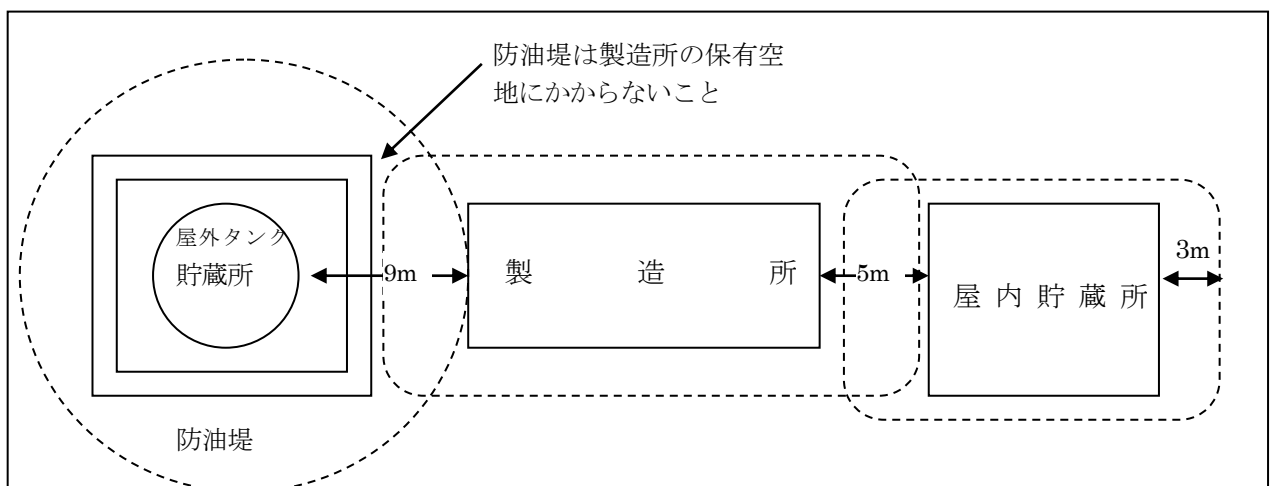 防油堤は製造所の保有空
地にかからないこと
屋外タンク
貯蔵所
9m
製造所
5m
屋内貯蔵所
3m
防油堤